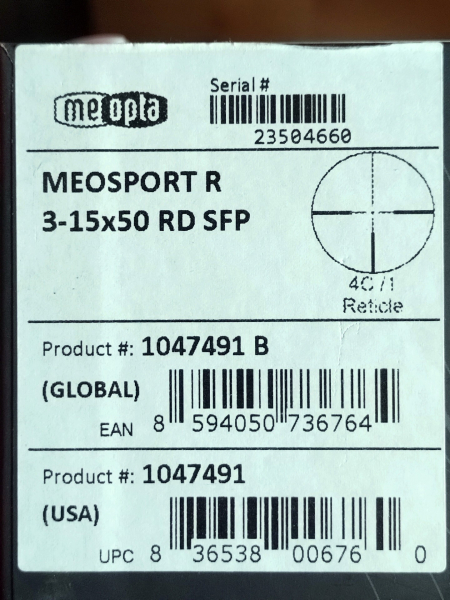 meopta
Serial #
23504660
MEOSPORT R
3-15x50 RD SFP
4C /1
Reticle
Product #: 1047491 B
(GLOBAL)
EAN 8 594050 736764
Product #: 1047491
(USA)
UPC 8 36538 00676 0